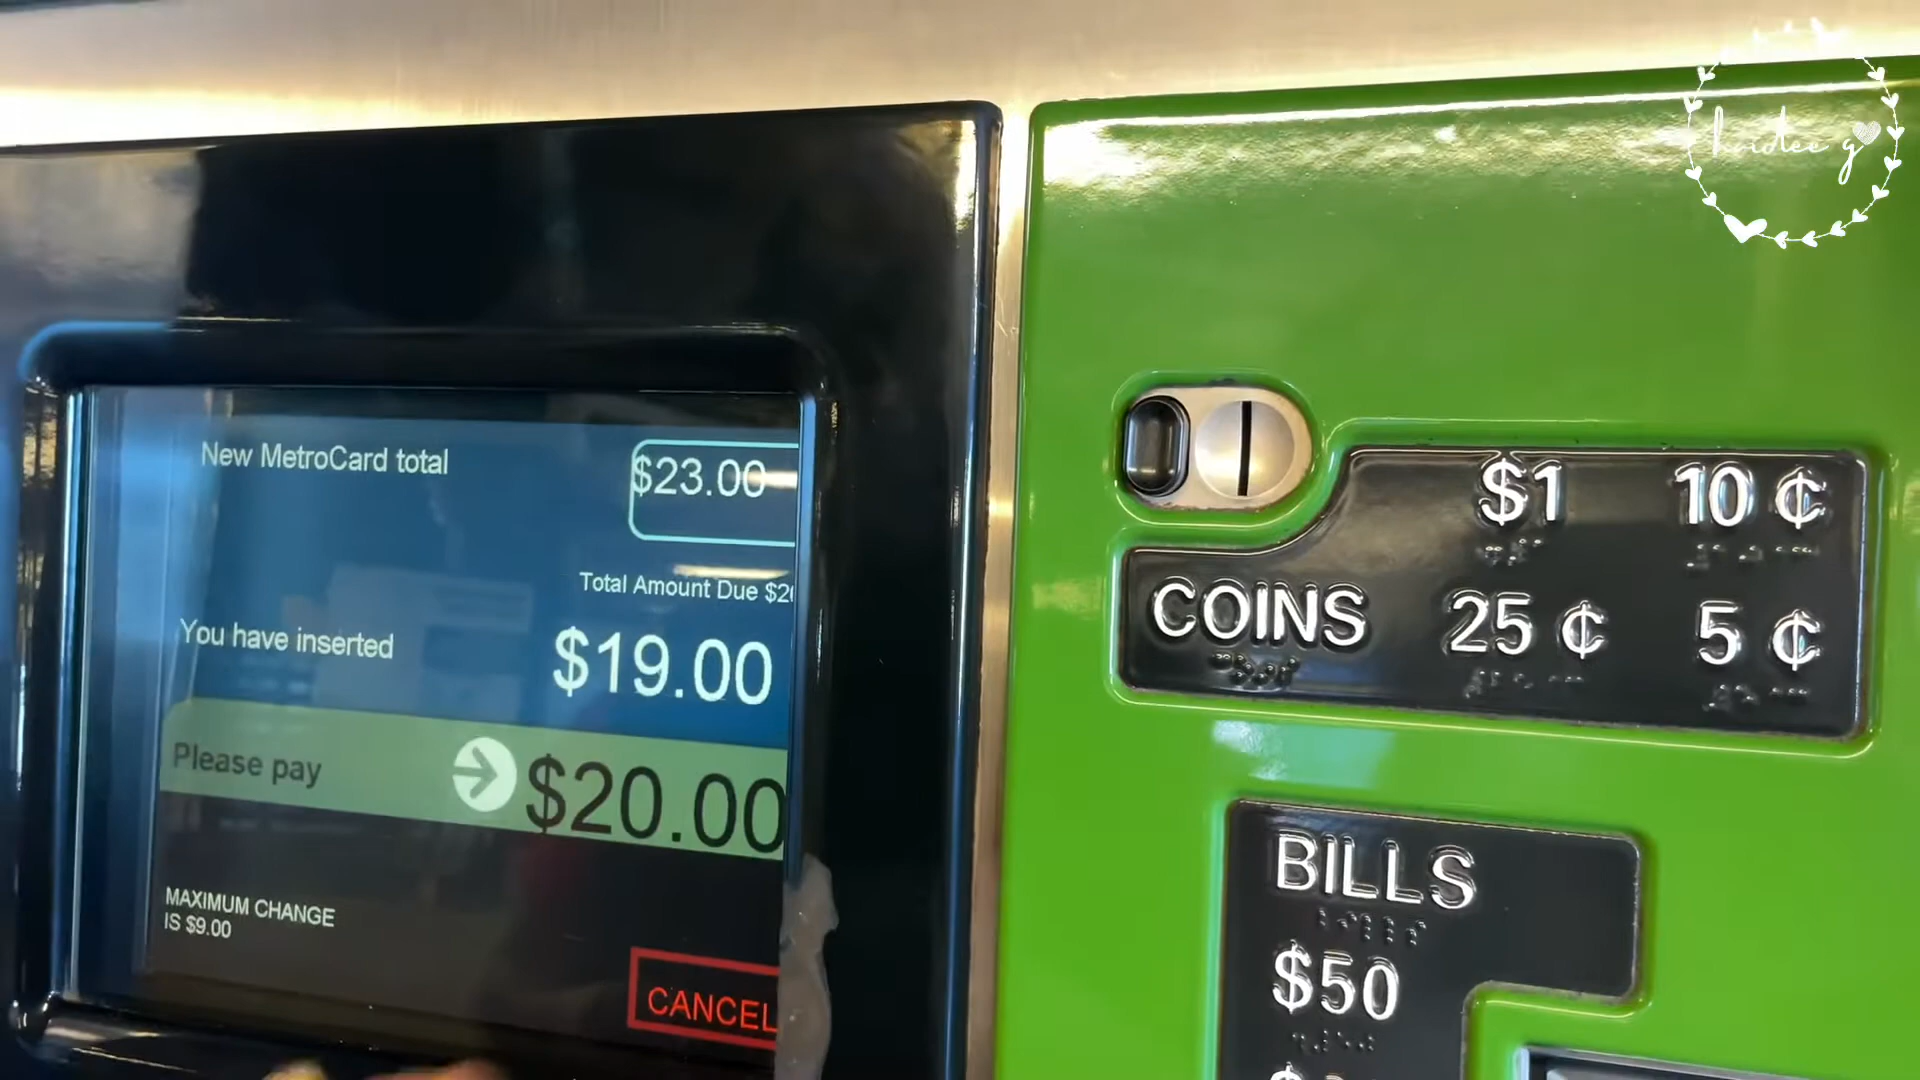 haidee g
New MetroCard total
$23.00
Total Amount Due $20
You have inserted
$19.00
Please pay
$20.00
MAXIMUM CHANGE
IS $9.00
CANCEL
$1 10 ¢
COINS 25 ¢ 5 ¢
BILLS
$50